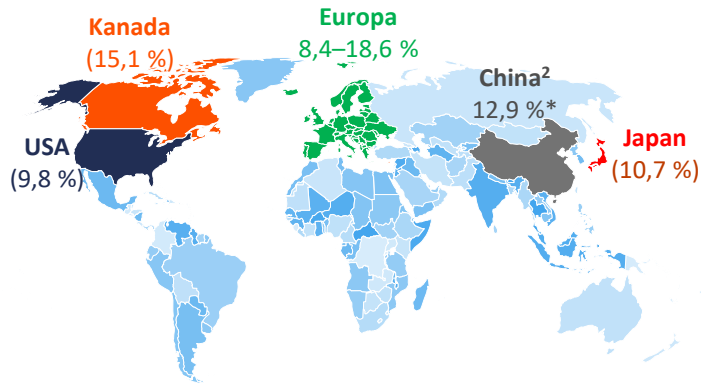 Kanada
(15,1 %)
Europa
8,4–18,6 %
China²
12,9 %*
USA
(9,8 %)
Japan
(10,7 %)